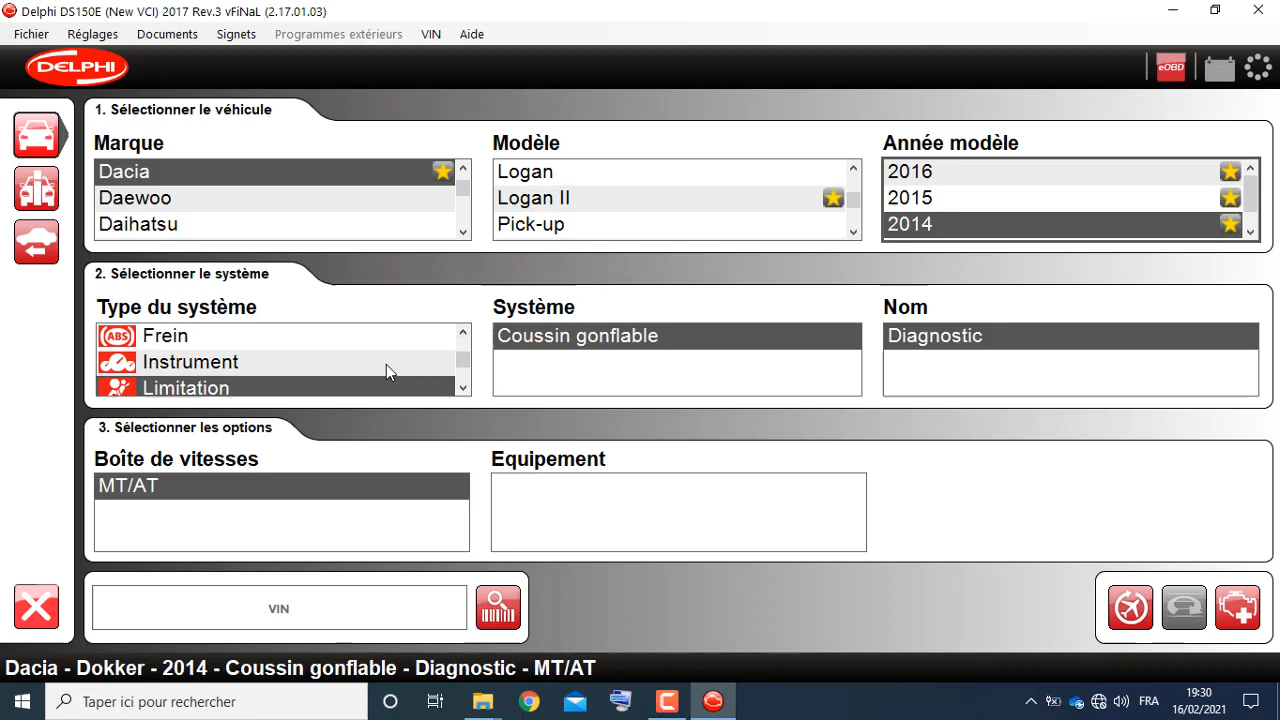 Delphi DS150E (New VCI) 2017 Rev.3 vFiNaL (2.17.01.03)
Fichier Réglages Documents Signets Programmes extérieurs VIN Aide
DELPHI
eOBD
1. Sélectionner le véhicule
Marque Modèle Année modèle
Dacia Logan 2016
Daewoo Logan II 2015
Daihatsu Pick-up 2014
2. Sélectionner le système
Type du système Système Nom
ABS Frein Coussin gonflable Diagnostic
Instrument
Limitation
3. Sélectionner les options
Boîte de vitesses Equipement
MT/AT
VIN
Dacia - Dokker - 2014 - Coussin gonflable - Diagnostic - MT/AT
Taper ici pour rechercher
FRA
19:30
16/02/2021